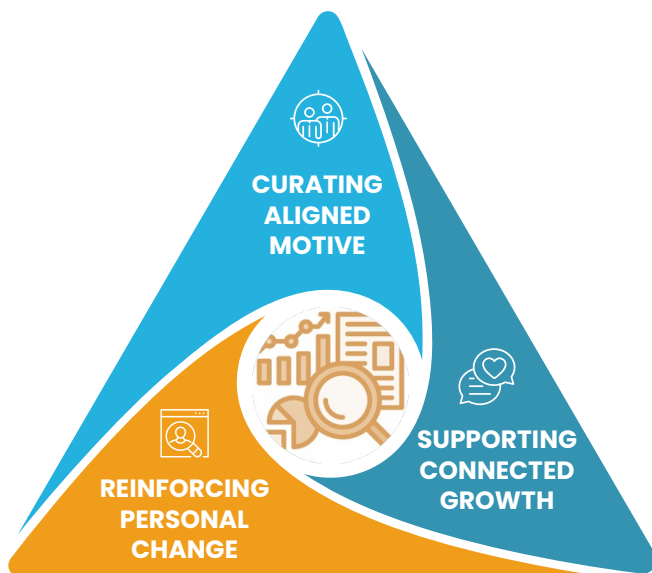 CURATING
ALIGNED
MOTIVE
SUPPORTING
CONNECTED
GROWTH
REINFORCING
PERSONAL
CHANGE